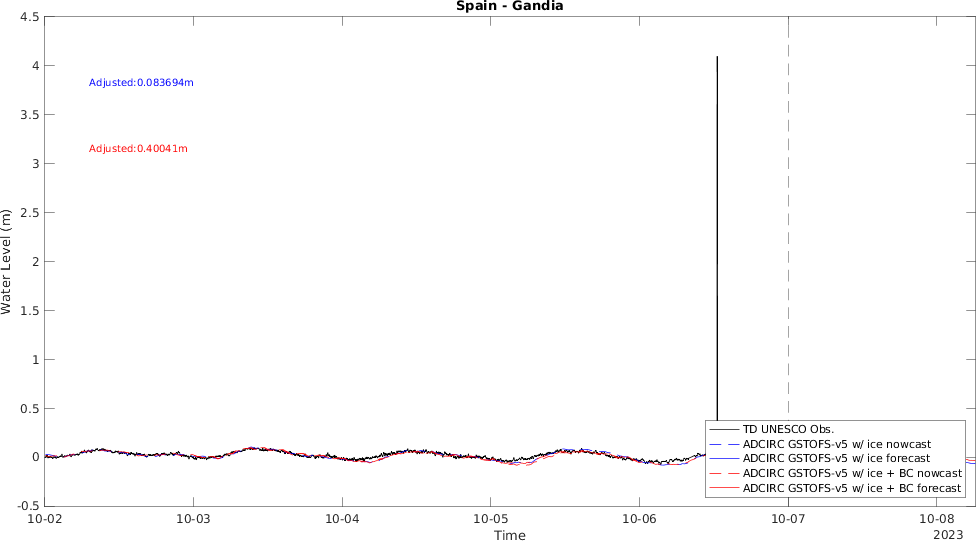 Spain - Gandia
4.5
4
3.5
3
2.5
2
1.5
1
0.5
0
-0.5
Water Level (m)
Adjusted:0.083694m
Adjusted:0.40041m
TD UNESCO Obs.
ADCIRC GSTOFS-v5 w/ ice nowcast
ADCIRC GSTOFS-v5 w/ ice forecast
ADCIRC GSTOFS-v5 w/ ice + BC nowcast
ADCIRC GSTOFS-v5 w/ ice + BC forecast
10-02 10-03 10-04 10-05 10-06 10-07 10-08
Time
2023